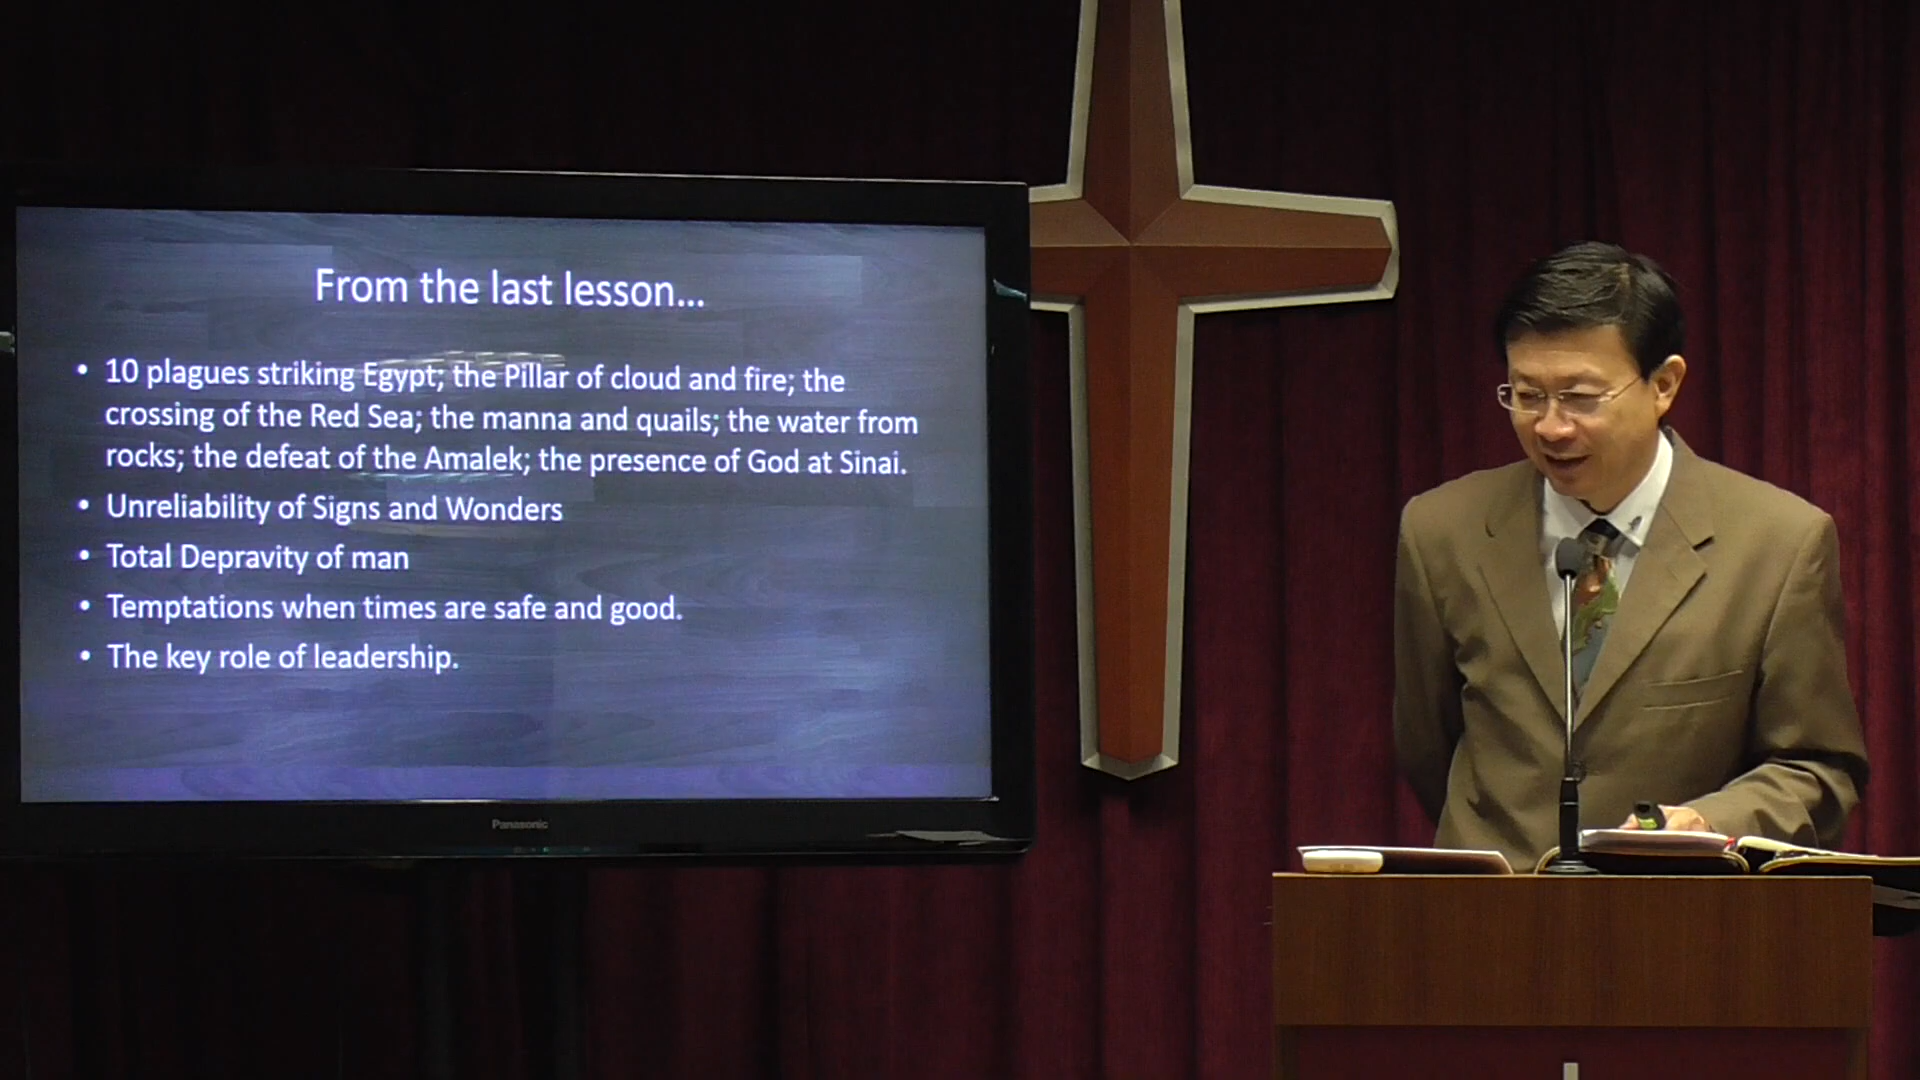 From the last lesson...
• 10 plagues striking Egypt; the Pillar of cloud and fire; the
crossing of the Red Sea; the manna and quails; the water from
rocks; the defeat of the Amalek; the presence of God at Sinai.
• Unreliability of Signs and Wonders
• Total Depravity of man
• Temptations when times are safe and good.
• The key role of leadership.
Panasonic